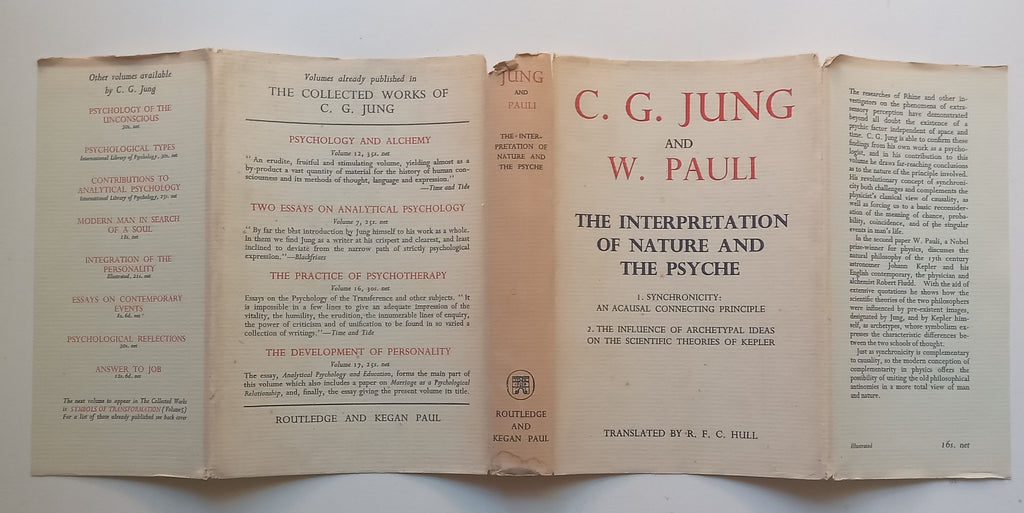 Other volumes available
by C. G. Jung
PSYCHOLOGY OF THE
UNCONSCIOUS
20s. net
PSYCHOLOGICAL TYPES
International Library of Psychology, 30s. net
CONTRIBUTIONS TO
ANALYTICAL PSYCHOLOGY
International Library of Psychology, 25s. net
MODERN MAN IN SEARCH
OF A SOUL
18s. net
INTEGRATION OF THE
PERSONALITY
Illustrated, 21s. net
ESSAYS ON CONTEMPORARY
EVENTS
8s. 6d. net
PSYCHOLOGICAL REFLECTIONS
20s. net
ANSWER TO JOB
12s. 6d. net
The next volume to appear in The Collected Works
is SYMBOLS OF TRANSFORMATION (Volume 5)
For a list of those already published see back cover
Volumes already published in
THE COLLECTED WORKS OF
C. G. JUNG
PSYCHOLOGY AND ALCHEMY
Volume 12, 35s. net
"An erudite, fruitful and stimulating volume, yielding almost as a
by-product a vast quantity of material for the history of human con-
sciousness and its methods of thought, language and expression."
—Time and Tide
TWO ESSAYS ON ANALYTICAL PSYCHOLOGY
Volume 7, 25s. net
"By far the best introduction by Jung himself to his work as a whole.
In them we find Jung as a writer at his crispest and clearest, and least
inclined to deviate from the narrow path of strictly psychological
expression."—Blackfriars
THE PRACTICE OF PSYCHOTHERAPY
Volume 16, 30s. net
Essays on the Psychology of the Transference and other subjects. "It
is impossible in a few lines to give an adequate impression of the
vitality, the humility, the erudition, the innumerable lines of enquiry,
the power of criticism and of unification to be found in so varied a
collection of writings."—Time and Tide
THE DEVELOPMENT OF PERSONALITY
Volume 17, 25s. net
The essay, Analytical Psychology and Education, forms the main part of
this volume which also includes a paper on Marriage as a Psychological
Relationship, and, finally, the essay giving the present volume its title.
ROUTLEDGE AND KEGAN PAUL
JUNG
AND
PAULI
THE INTER-
PRETATION OF
NATURE AND
THE PSYCHE
ROUTLEDGE
AND
KEGAN PAUL
C. G. JUNG
AND
W. PAULI
THE INTERPRETATION
OF NATURE AND
THE PSYCHE
1. SYNCHRONICITY:
AN ACAUSAL CONNECTING PRINCIPLE
2. THE INFLUENCE OF ARCHETYPAL IDEAS
ON THE SCIENTIFIC THEORIES OF KEPLER
TRANSLATED BY R. F. C. HULL
The researches of Rhine and other in-
vestigators on the phenomena of extra-
sensory perception have demonstrated
beyond all doubt the existence of a
psychic factor independent of space and
time. C. G. Jung is able to confirm these
findings from his own work as a psycho-
logist, and in his contribution to this
volume he draws far-reaching conclusions
as to the nature of the principle involved.
His revolutionary concept of synchroni-
city both challenges and complements the
physicist's classical view of causality, as
well as forcing us to a basic reconsider-
ation of the meaning of chance, proba-
bility, coincidence, and of the singular
events in man's life.
In the second paper W. Pauli, a Nobel
prize-winner for physics, discusses the
natural philosophy of the 17th century
astronomer Johann Kepler and his
English contemporary, the physician and
alchemist Robert Fludd. With the aid of
extensive quotations he shows how the
scientific theories of the two philosophers
were influenced by pre-existent images,
designated by Jung, and by Kepler him-
self, as archetypes, whose symbolism ex-
presses the characteristic differences be-
tween the two schools of thought.
Just as synchronicity is complementary
to causality, so the modern conception of
complementarity in physics offers the
possibility of uniting the old philosophical
antinomies in a more total view of man
and nature.
Illustrated
16s. net